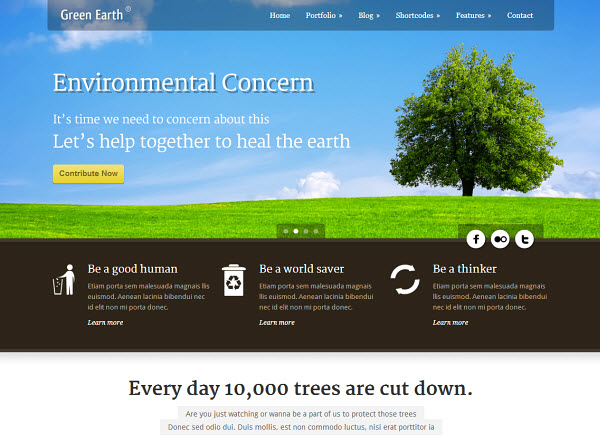 Green Earth ®
Home Portfolio » Blog » Shortcodes » Features » Contact
Environmental Concern
It's time we need to concern about this
Let's help together to heal the earth
Contribute Now
f t
Be a good human
Etiam porta sem malesuada magnais
llis euismod. Aenean lacinia bibendui
nec id elit non mi porta donec.
Learn more
Be a world saver
Etiam porta sem malesuada magnais
llis euismod. Aenean lacinia bibendui
nec id elit non mi porta donec.
Learn more
Be a thinker
Etiam porta sem malesuada magnais
llis euismod. Aenean lacinia bibendui
nec id elit non mi porta donec.
Learn more
Every day 10,000 trees are cut down.
Are you just watching or wanna be a part of us to protect those trees
Donec sed odio dui. Duis mollis, est non commodo luctus, nisi erat porttitor ia